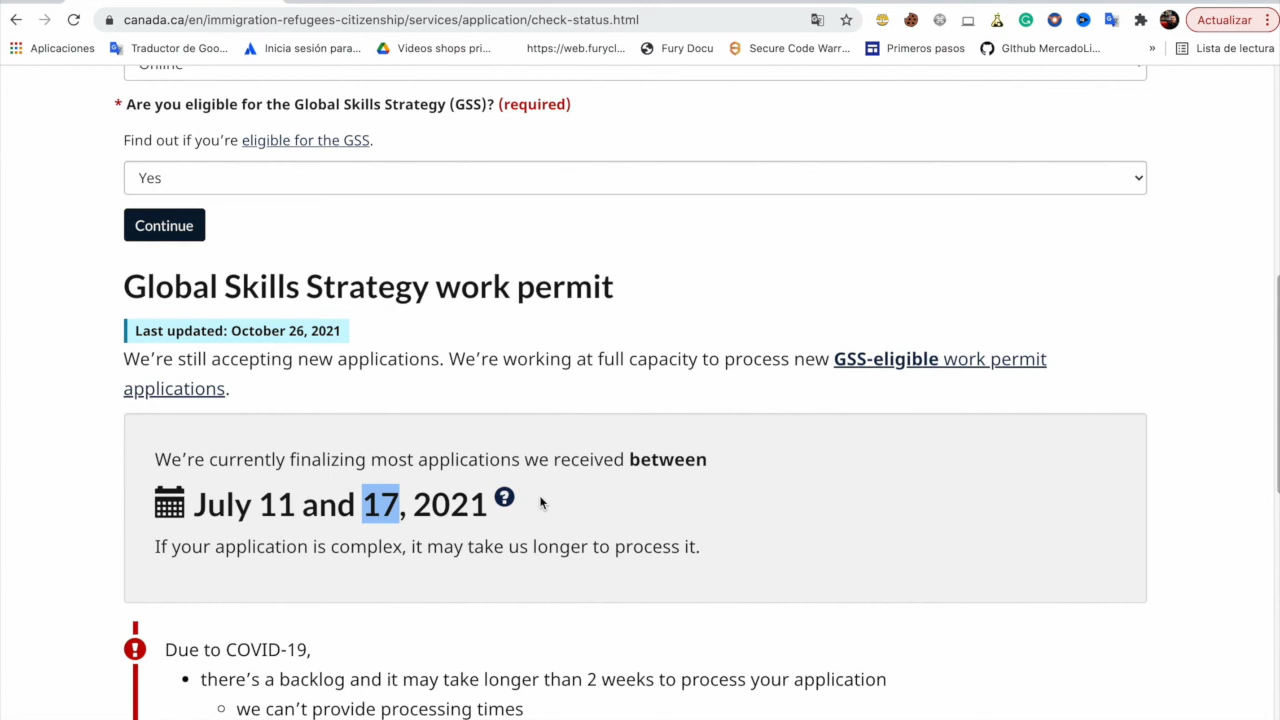 canada.ca/en/immigration-refugees-citizenship/services/application/check-status.html
Actualizar
Aplicaciones
Traductor de Goo...
Inicia sesión para...
Videos shops pri...
https://web.furycl...
Fury Docu
Secure Code Warr...
Primeros pasos
GIthub MercadoLi...
»
Lista de lectura
Online
* Are you eligible for the Global Skills Strategy (GSS)? (required)
Find out if you’re eligible for the GSS.
Yes
Continue
Global Skills Strategy work permit
Last updated: October 26, 2021
We’re still accepting new applications. We’re working at full capacity to process new GSS-eligible work permit
applications.
We’re currently finalizing most applications we received between
July 11 and 17, 2021 ?
If your application is complex, it may take us longer to process it.
Due to COVID-19,
• there’s a backlog and it may take longer than 2 weeks to process your application
○ we can’t provide processing times